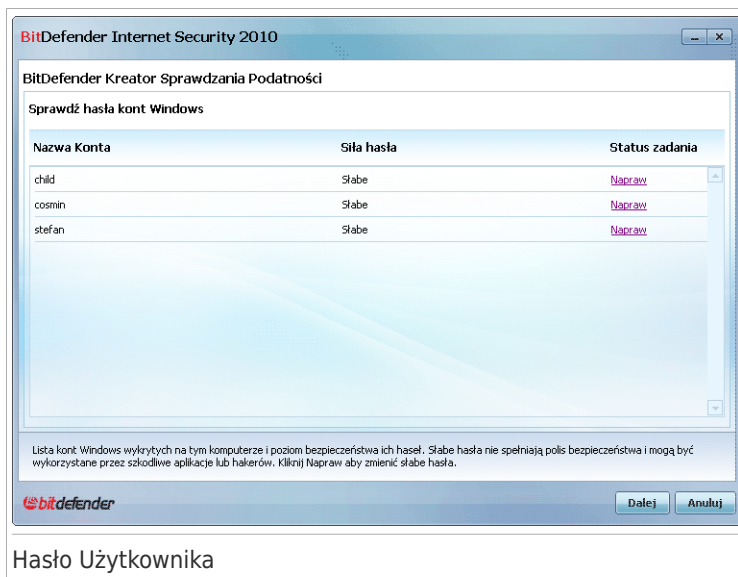 BitDefender Internet Security 2010
BitDefender Kreator Sprawdzania Podatności
Sprawdź hasła kont Windows
Nazwa Konta Siła hasła Status zadania
child Słabe Napraw
cosmin Słabe Napraw
stefan Słabe Napraw
Lista kont Windows wykrytych na tym komputerze i poziom bezpieczeństwa ich haseł. Słabe hasła nie spełniają polis bezpieczeństwa i mogą być
wykorzystane przez szkodliwe aplikacje lub hakerów. Kliknij Napraw aby zmienić słabe hasła.
bitdefender Dalej Anuluj
Hasło Użytkownika